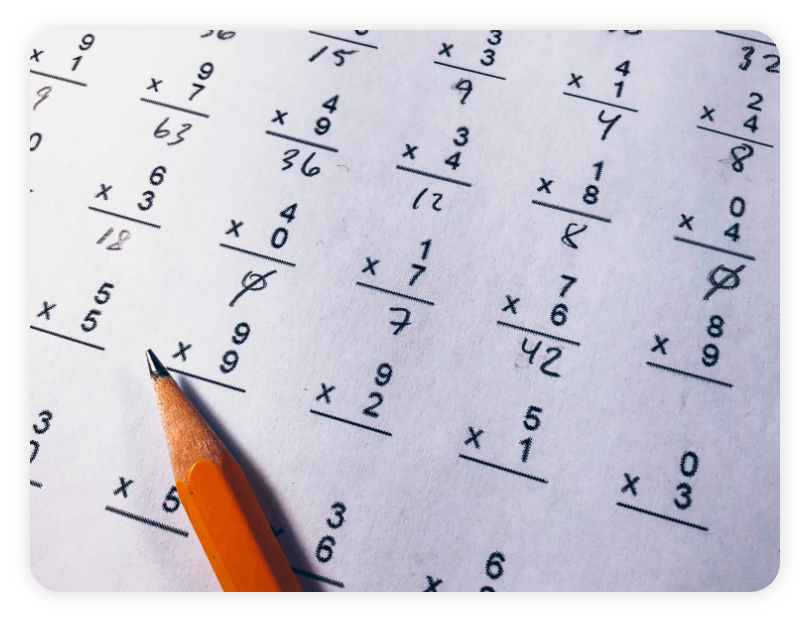 32
3 4 2
× 3 × 1 × 4
15 9 4 8
9 9 4 3 1 0
× 1 × 7 × 9 × 4 × 8 × 4
9 63 36 12 8 0
6 4 1 7 8
× 3 × 0 × 7 × 6 × 9
0 18 0 7 42
5 9 9 5 0
× 5 × 9 × 2 × 1 × 3
3 3 6
× 5 × 6 ×